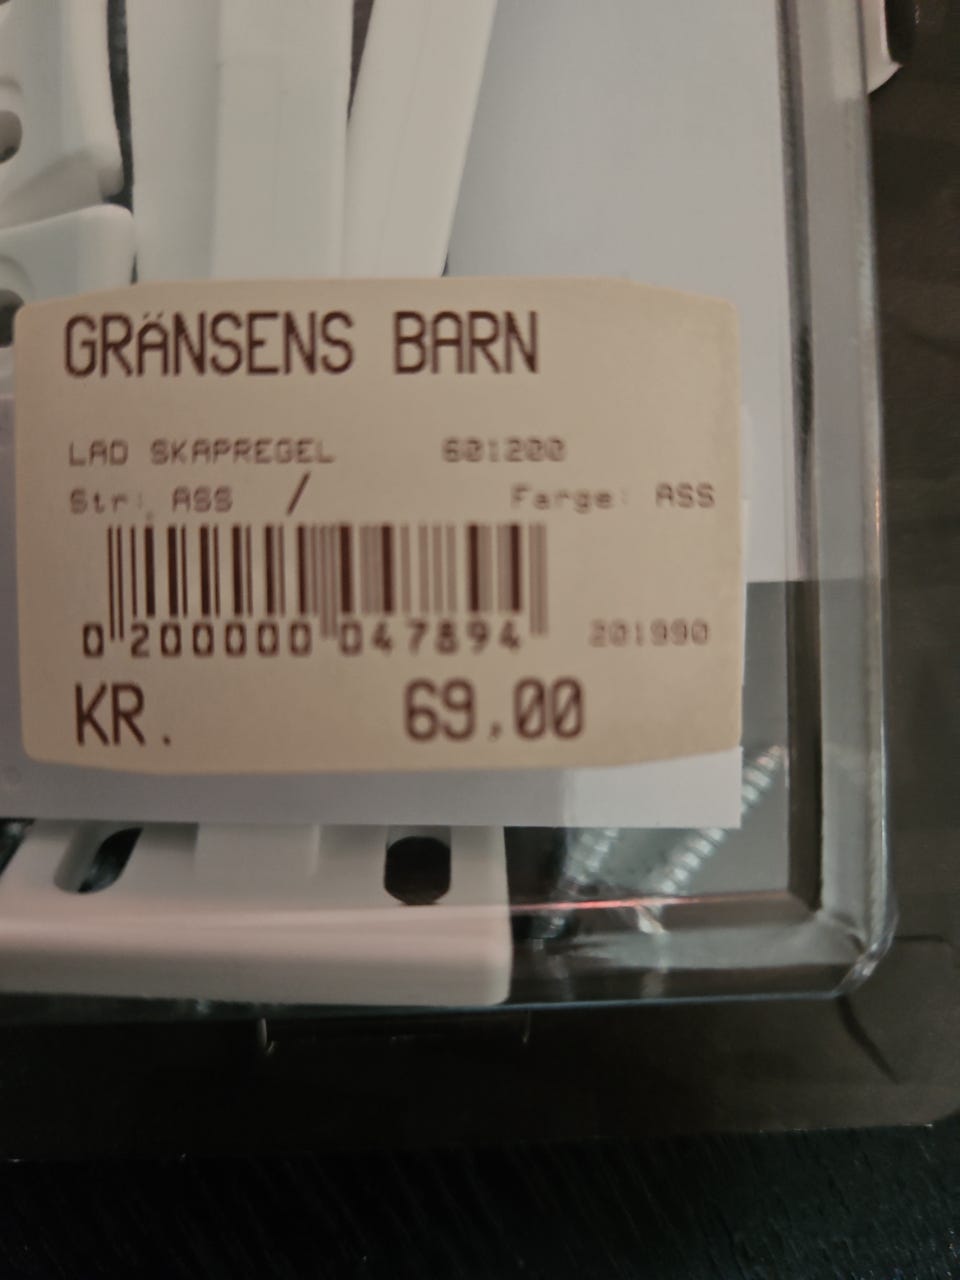 GRÄNSENS BARN
LAD SKAPREGEL 601200
Str: ASS / Farge: ASS
0 200000 047894 201990
KR. 69,00